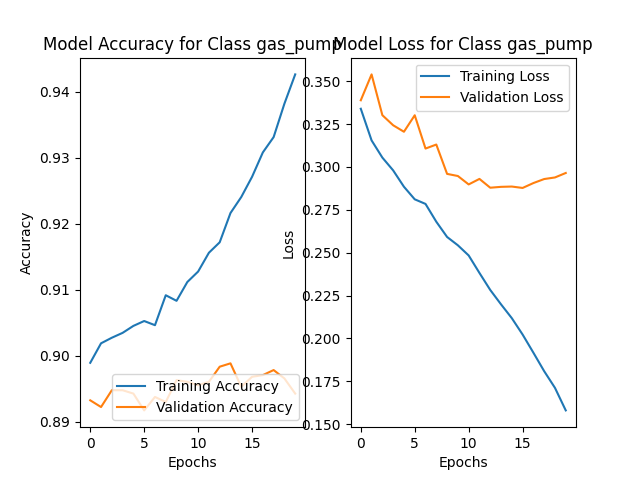 Model Accuracy for Class gas_pump
Model Loss for Class gas_pump
0.94
0.93
0.92
0.91
0.90
0.89
Accuracy
0
5
10
15
Epochs
Training Accuracy
Validation Accuracy
0.350
0.325
0.300
0.275
0.250
0.225
0.200
0.175
0.150
Loss
0
5
10
15
Epochs
Training Loss
Validation Loss